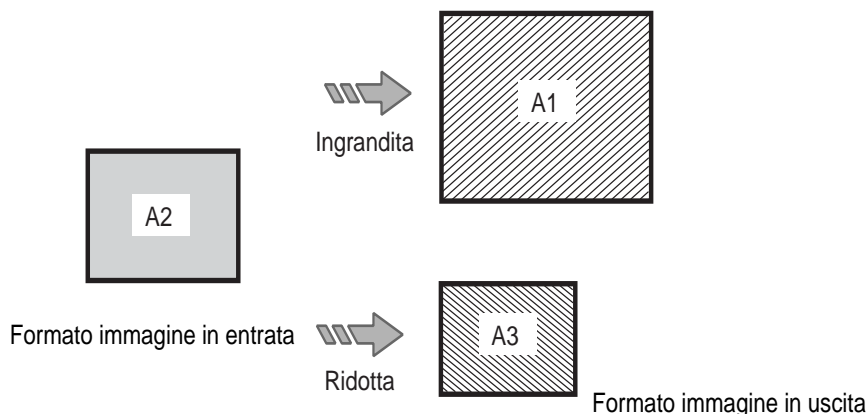 A1
Ingrandita
A2
Formato immagine in entrata
A3
Ridotta
Formato immagine in uscita